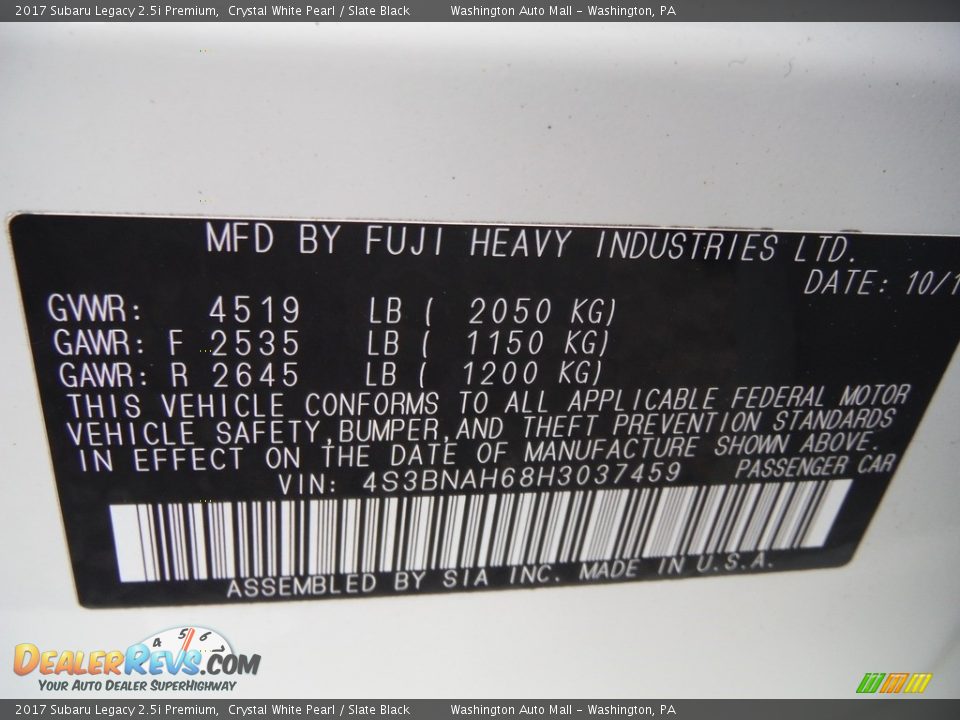 2017 Subaru Legacy 2.5i Premium, Crystal White Pearl / Slate Black Washington Auto Mall - Washington, PA
MFD BY FUJI HEAVY INDUSTRIES LTD.
DATE: 10/1
GVWR: 4519 LB ( 2050 KG)
GAWR: F 2535 LB ( 1150 KG)
GAWR: R 2645 LB ( 1200 KG)
THIS VEHICLE CONFORMS TO ALL APPLICABLE FEDERAL MOTOR
VEHICLE SAFETY,BUMPER,AND THEFT PREVENTION STANDARDS
IN EFFECT ON THE DATE OF MANUFACTURE SHOWN ABOVE.
VIN: 4S3BNAH68H3037459 PASSENGER CAR
ASSEMBLED BY SIA INC. MADE IN U.S.A.
4 5 6 7
DEALERREVS.COM
YOUR AUTO DEALER SUPERHIGHWAY
2017 Subaru Legacy 2.5i Premium, Crystal White Pearl / Slate Black Washington Auto Mall - Washington, PA